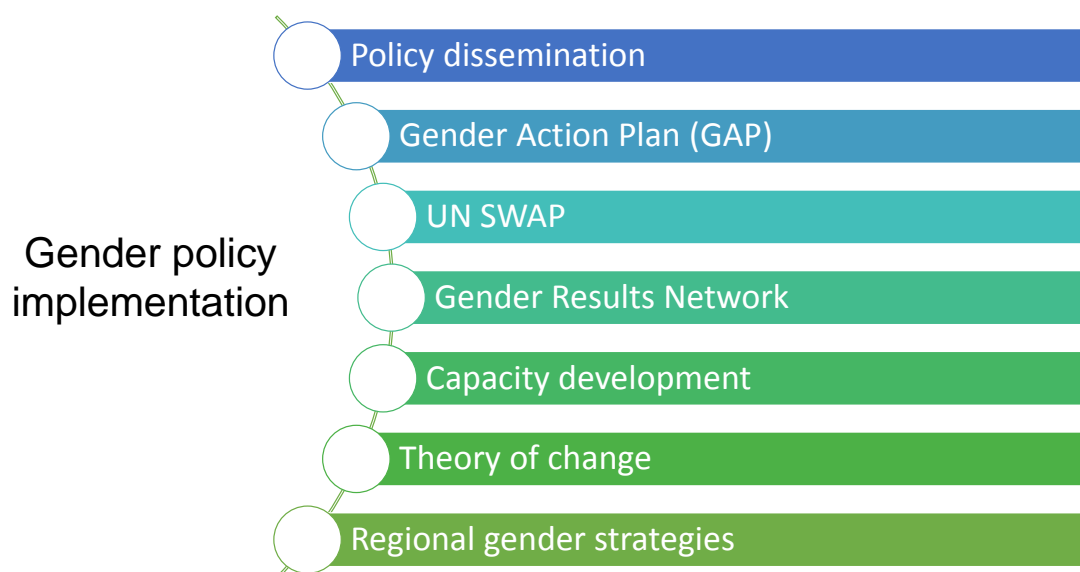 Gender policy
implementation
Policy dissemination
Gender Action Plan (GAP)
UN SWAP
Gender Results Network
Capacity development
Theory of change
Regional gender strategies